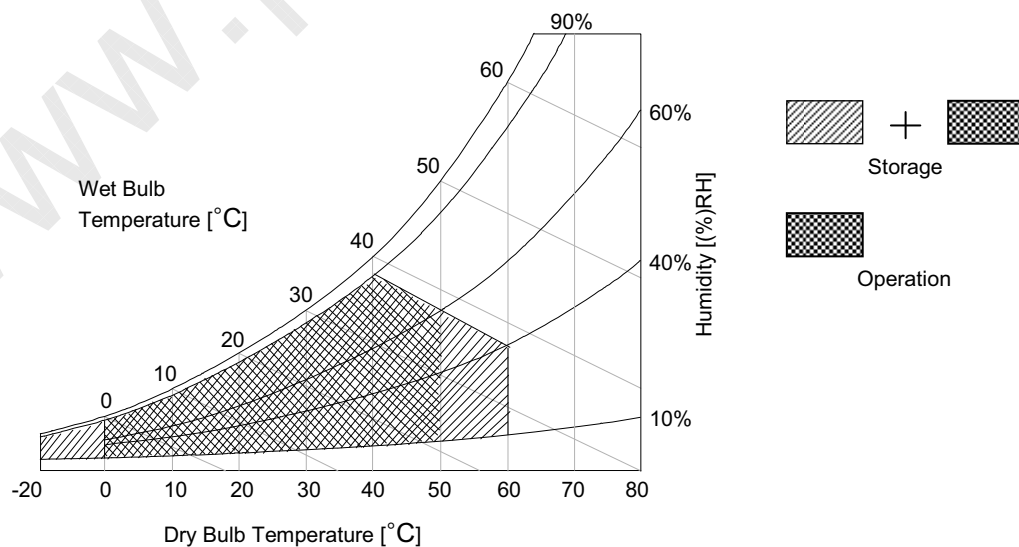 www.p
90%
60
60%
50
Wet Bulb
Temperature [°C]
Storage
40
40%
Humidity [(%)RH]
30
Operation
20
10
0
10%
-20 0 10 20 30 40 50 60 70 80
Dry Bulb Temperature [°C]